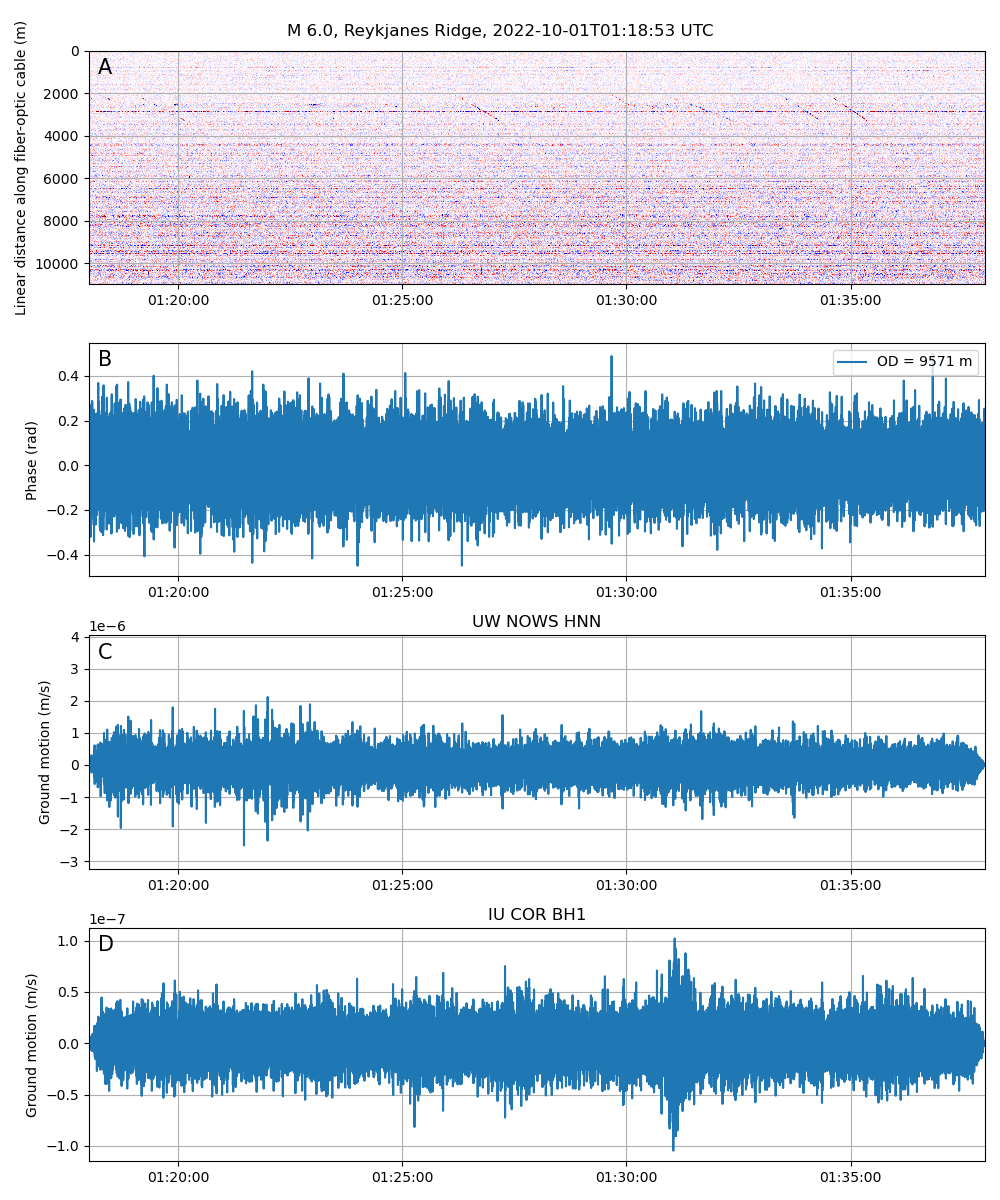 M 6.0, Reykjanes Ridge, 2022-10-01T01:18:53 UTC
Linear distance along fiber-optic cable (m)
A
0
2000
4000
6000
8000
10000
01:20:00 01:25:00 01:30:00 01:35:00
B
OD = 9571 m
Phase (rad)
0.4
0.2
0.0
−0.2
−0.4
01:20:00 01:25:00 01:30:00 01:35:00
UW NOWS HNN
1e−6
C
Ground motion (m/s)
4
3
2
1
0
−1
−2
−3
01:20:00 01:25:00 01:30:00 01:35:00
IU COR BH1
1e−7
D
Ground motion (m/s)
1.0
0.5
0.0
−0.5
−1.0
01:20:00 01:25:00 01:30:00 01:35:00